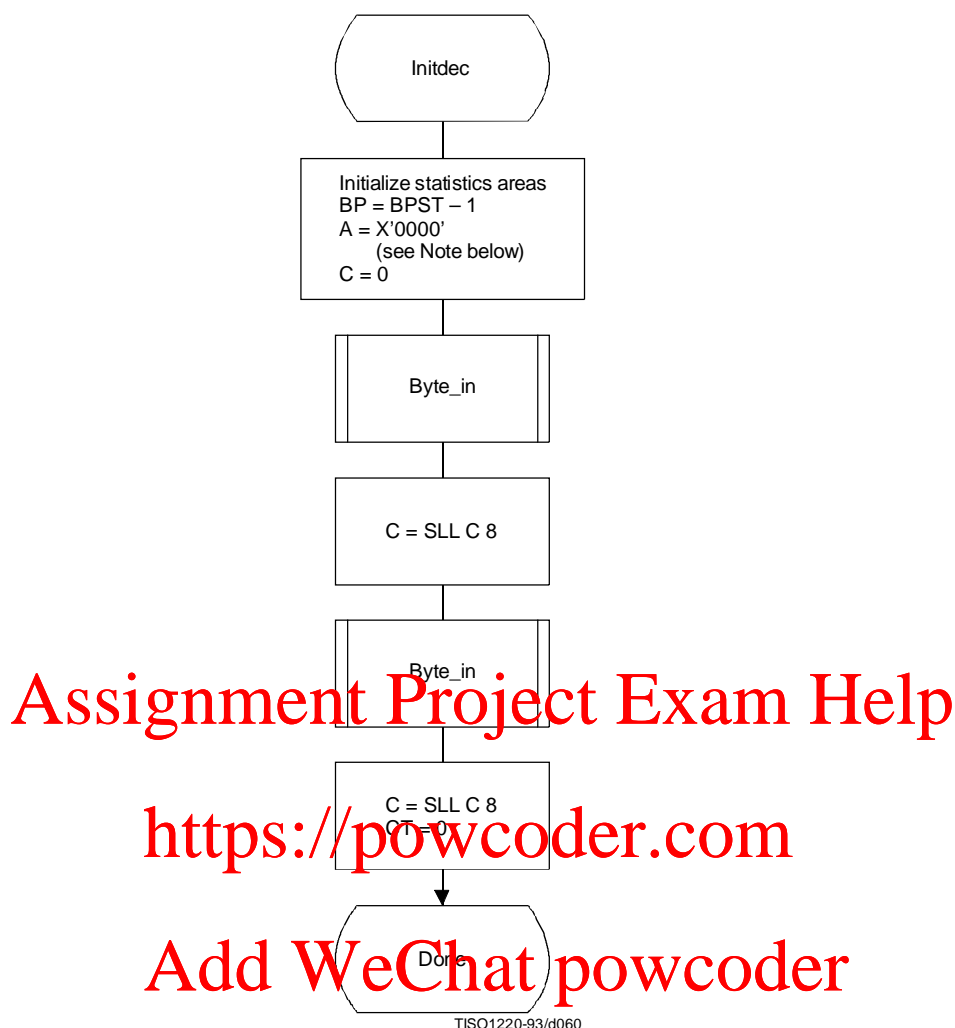 Initdec
Initialize statistics areas
BP = BPST – 1
A = X'0000'
(see Note below)
C = 0
Byte_in
C = SLL C 8
Byte_in
Assignment Project Exam Help
C = SLL C 8
CT = 0
https://powcoder.com
Done
Add WeChat powcoder
TISO1220-93/d060